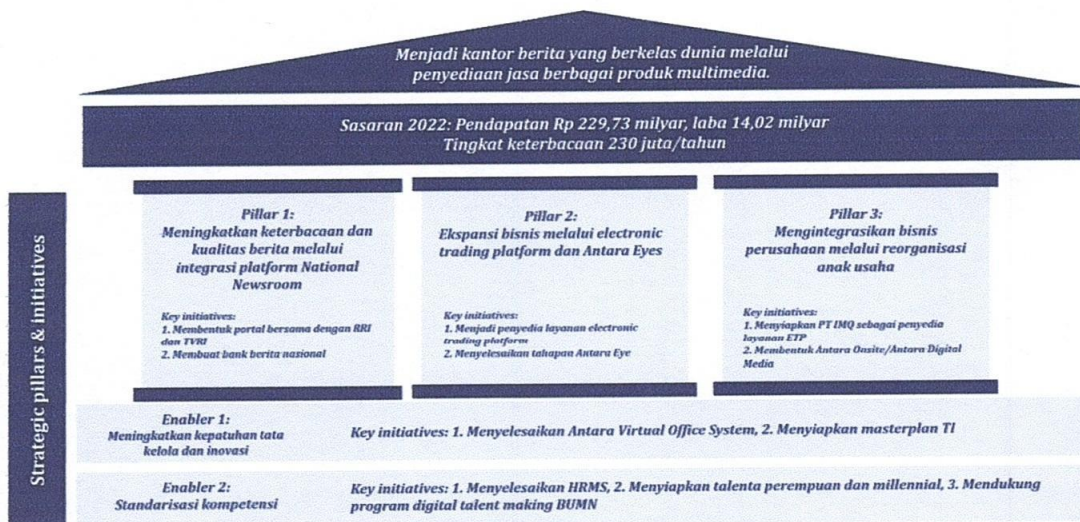 Menjadi kantor berita yang berkelas dunia melalui
penyediaan jasa berbagai produk multimedia.
Sasaran 2022: Pendapatan Rp 229,73 milyar, laba 14,02 milyar
Tingkat keterbacaan 230 juta/tahun
Strategic pillars & initiatives
Pillar 1:
Meningkatkan keterbacaan dan
kualitas berita melalui
integrasi platform National
Newsroom
Key initiatives:
1. Membentuk portal bersama dengan RRI
dan TVRI
2. Membuat bank berita nasional
Pillar 2:
Ekspansi bisnis melalui electronic
trading platform dan Antara Eyes
Key initiatives:
1. Menjadi penyedia layanan electronic
trading platform
2. Menyelesaikan tahapan Antara Eye
Pillar 3:
Mengintegrasikan bisnis
perusahaan melalui reorganisasi
anak usaha
Key initiatives:
1. Menyiapkan PT IMQ sebagai penyedia
layanan ETP
2. Membentuk Antara Onsite/Antara Digital
Media
Enabler 1:
Meningkatkan kepatuhan tata
kelola dan inovasi
Key initiatives: 1. Menyelesaikan Antara Virtual Office System, 2. Menyiapkan masterplan TI
Enabler 2:
Standarisasi kompetensi
Key initiatives: 1. Menyelesaikan HRMS, 2. Menyiapkan talenta perempuan dan millennial, 3. Mendukung
program digital talent making BUMN